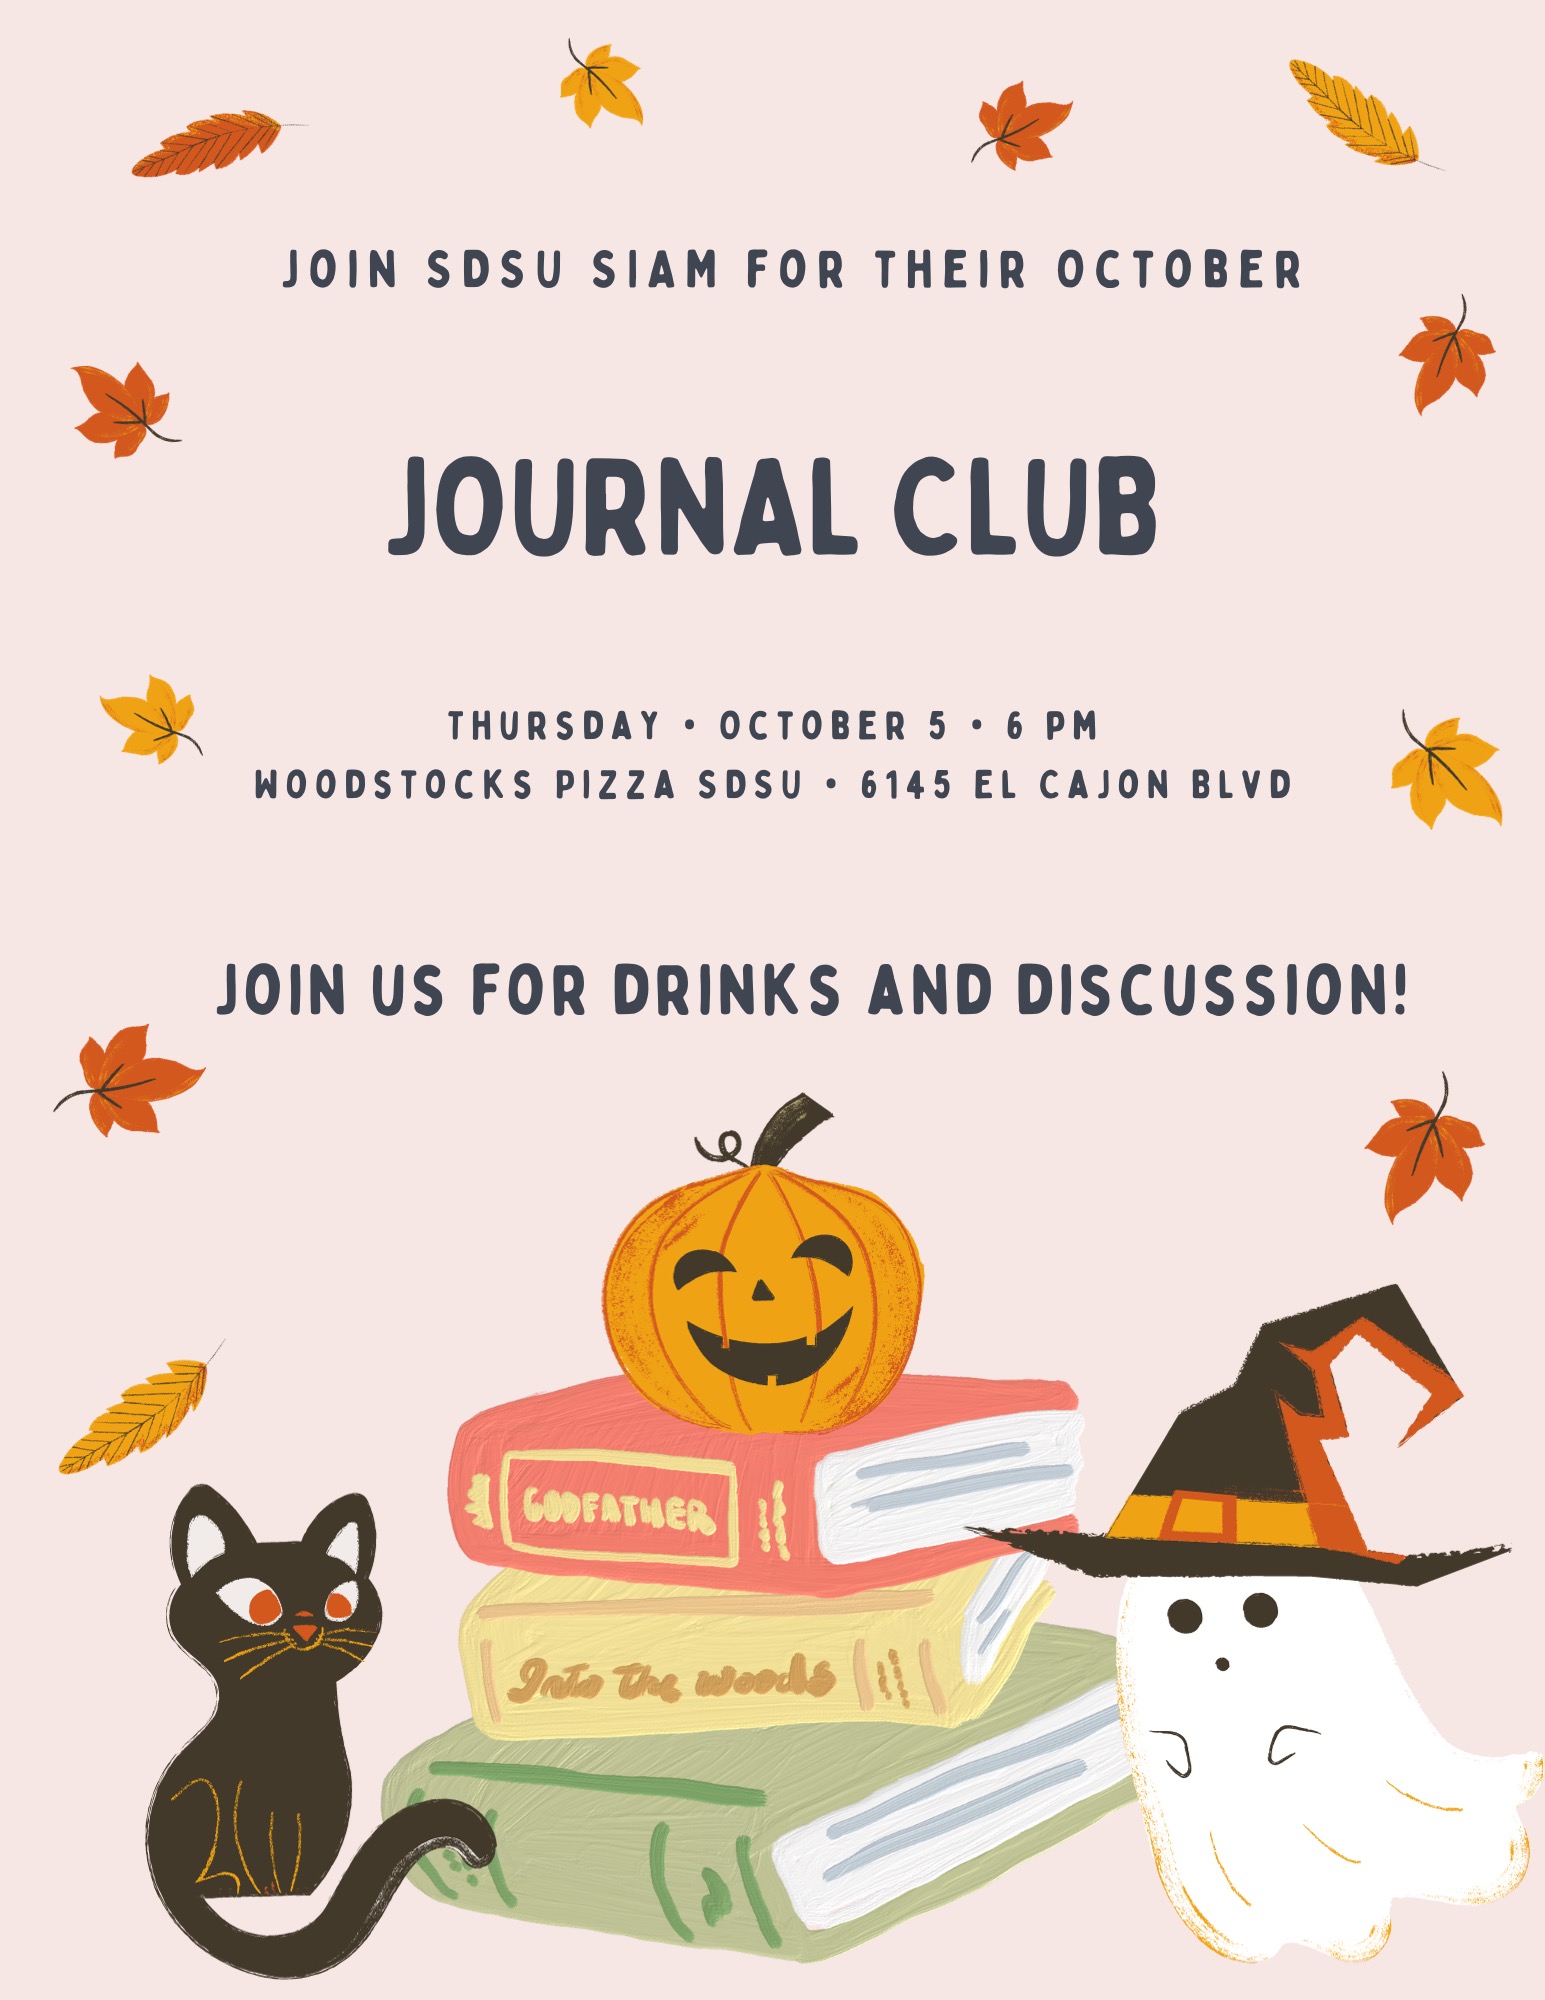 JOIN SDSU SIAM FOR THEIR OCTOBER
JOURNAL CLUB
THURSDAY • OCTOBER 5 • 6 PM
WOODSTOCKS PIZZA SDSU • 6145 EL CAJON BLVD
JOIN US FOR DRINKS AND DISCUSSION!
GODFATHER
Into The woods